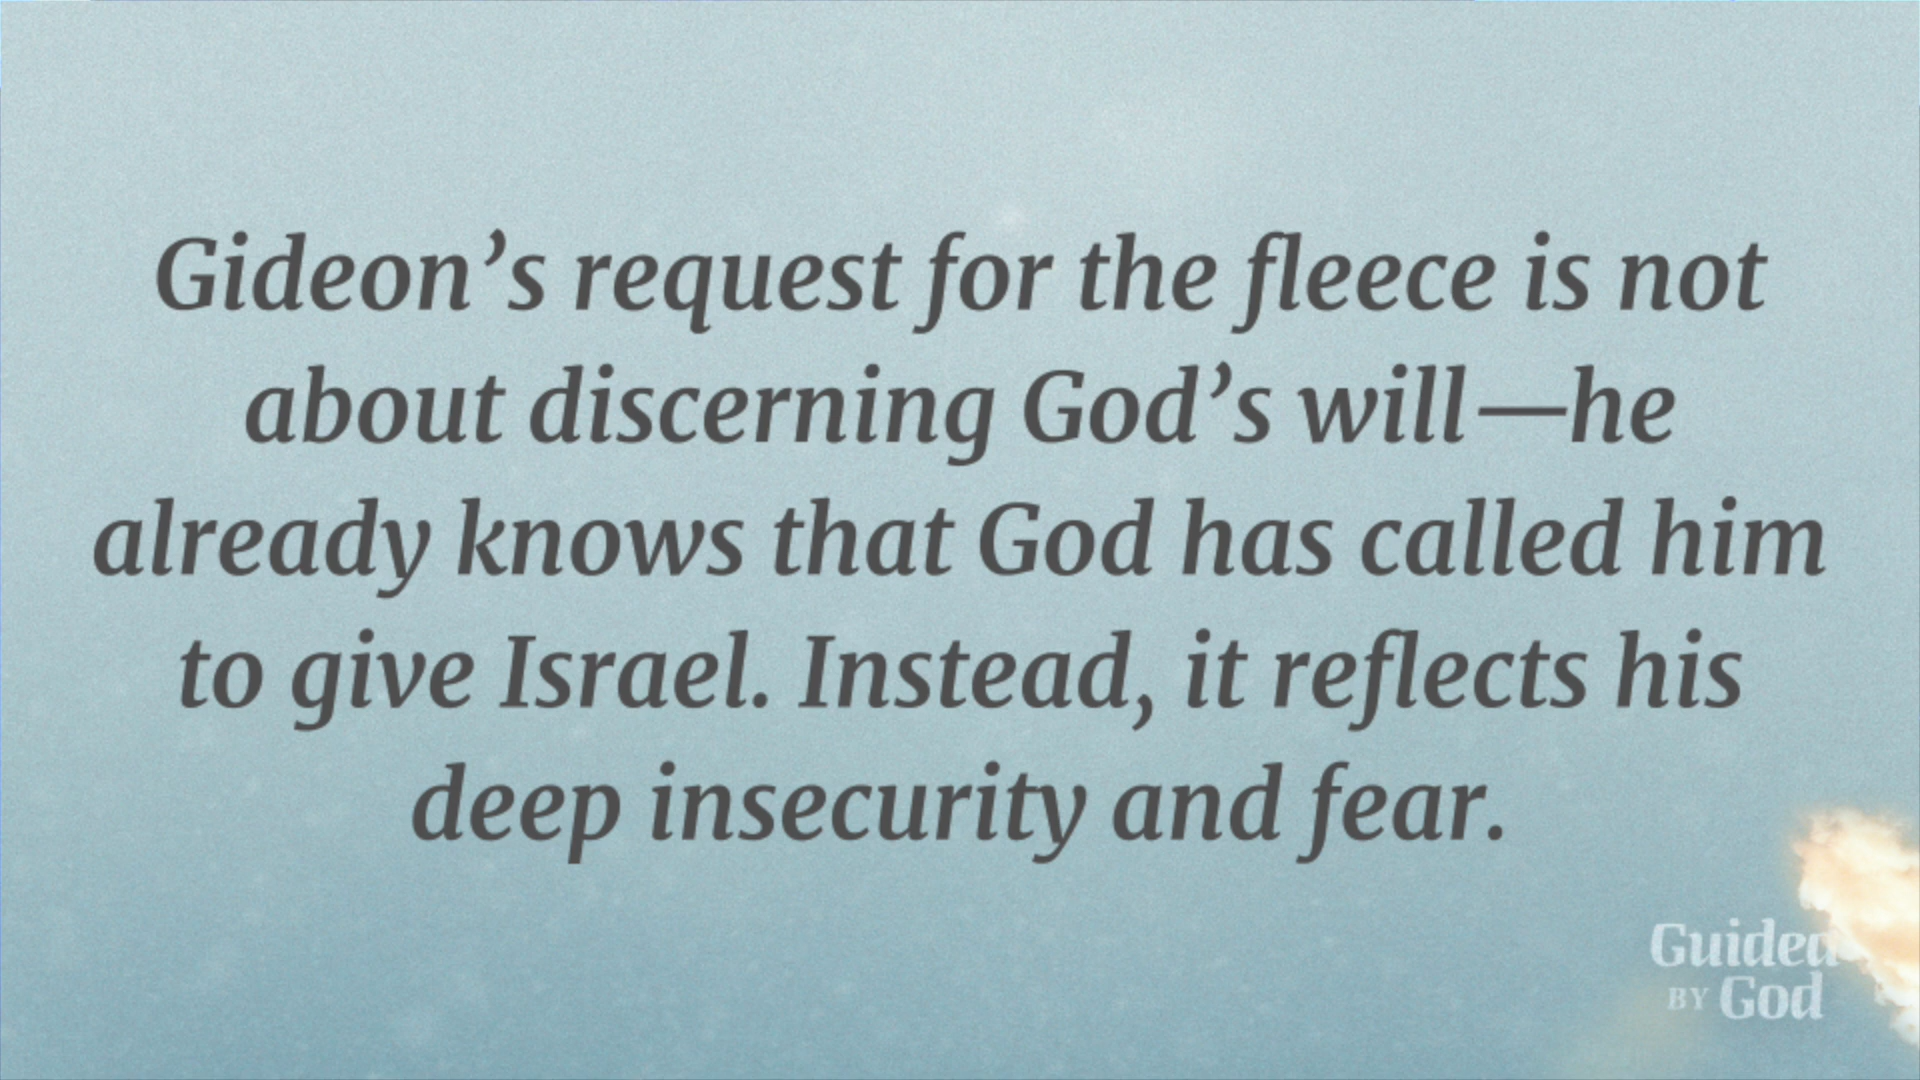 Gideon’s request for the fleece is not
about discerning God’s will—he
already knows that God has called him
to give Israel. Instead, it reflects his
deep insecurity and fear.
Guided
BY God